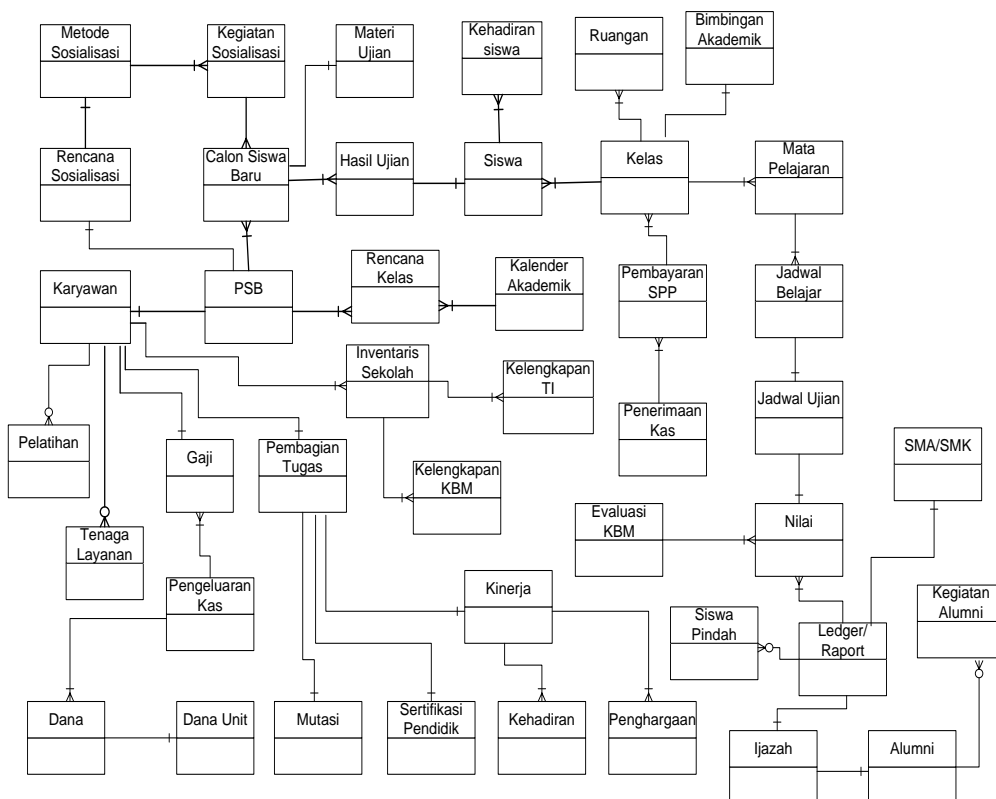 Metode
Sosialisasi
Kegiatan
Sosialisasi
Materi
Ujian
Kehadiran
siswa
Ruangan
Bimbingan
Akademik
Rencana
Sosialisasi
Calon Siswa
Baru
Hasil Ujian
Siswa
Kelas
Mata
Pelajaran
Karyawan
PSB
Rencana
Kelas
Kalender
Akademik
Pembayaran
SPP
Jadwal
Belajar
Inventaris
Sekolah
Kelengkapan
TI
Penerimaan
Kas
Jadwal Ujian
Pelatihan
Gaji
Pembagian
Tugas
Kelengkapan
KBM
SMA/SMK
Tenaga
Layanan
Evaluasi
KBM
Nilai
Pengeluaran
Kas
Kinerja
Siswa
Pindah
Ledger/
Raport
Kegiatan
Alumni
Dana
Dana Unit
Mutasi
Sertifikasi
Pendidik
Kehadiran
Penghargaan
Ijazah
Alumni